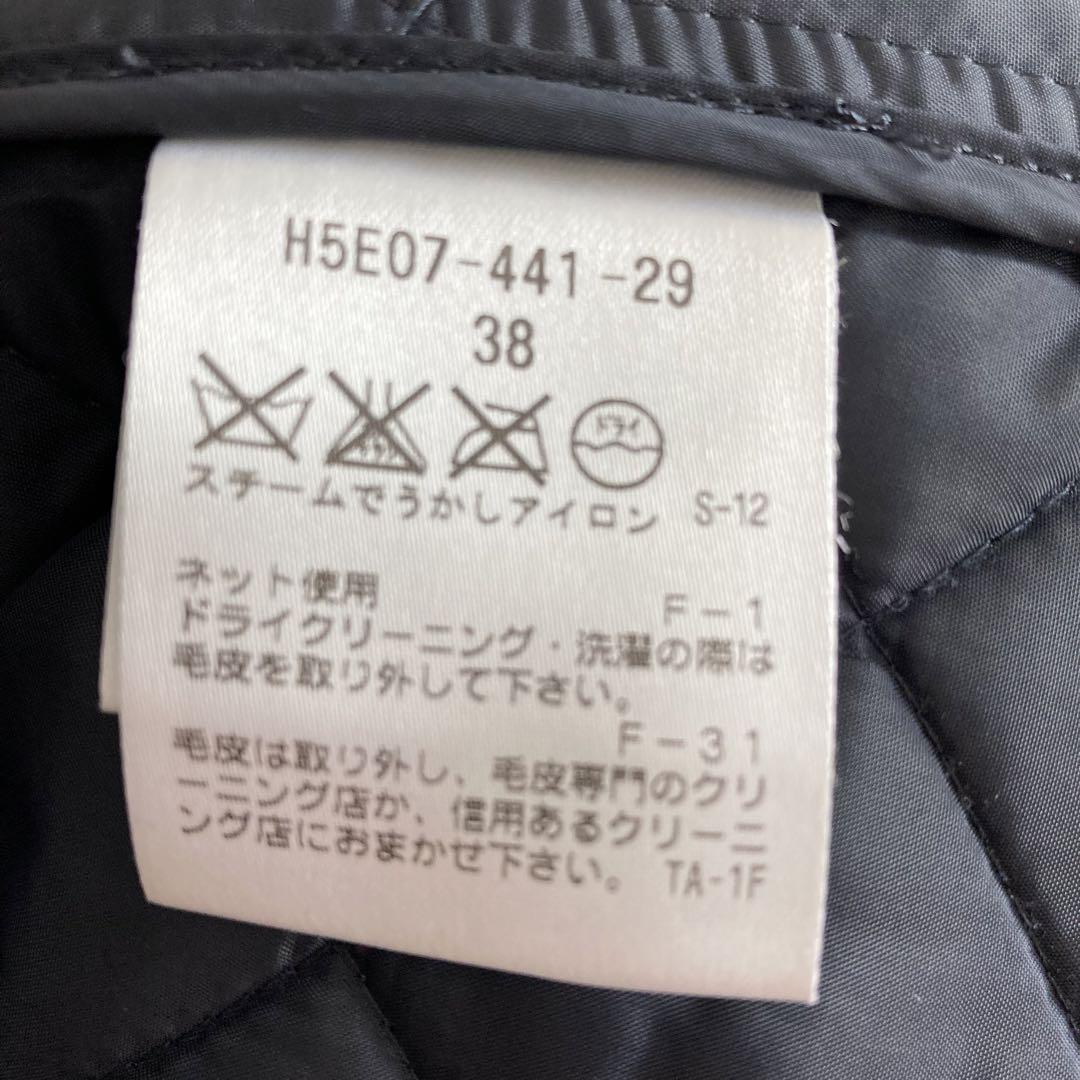 H5E07-441-29
38
エンソ
ドライ
スチームでうかしアイロン S-12
ネット使用 F-1
ドライクリーニング・洗濯の際は
毛皮を取り外して下さい。
F-31
毛皮は取り外し、毛皮専門のクリ
ーニング店か、信用あるクリーニ
ング店におまかせ下さい。 TA-1F